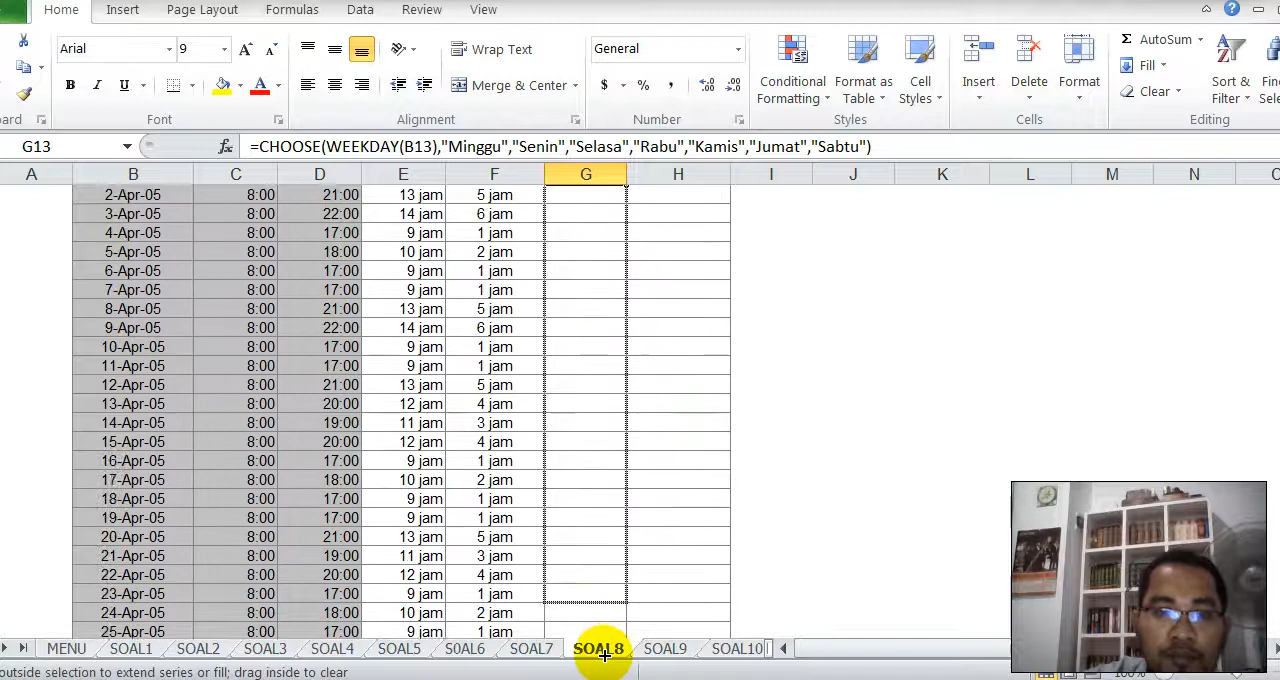 Home Insert Page Layout Formulas Data Review View
Arial 9 Wrap Text General AutoSum Fill Clear
B I U Merge & Center $ % , Conditional Formatting Format as Table Cell Styles Insert Delete Format Sort & Filter
ard Font Alignment Number Styles Cells Editing
G13 fx =CHOOSE(WEEKDAY(B13),"Minggu","Senin","Selasa","Rabu","Kamis","Jumat","Sabtu")
A B C D E F G H I J K L M N
2-Apr-05 8:00 21:00 13 jam 5 jam
3-Apr-05 8:00 22:00 14 jam 6 jam
4-Apr-05 8:00 17:00 9 jam 1 jam
5-Apr-05 8:00 18:00 10 jam 2 jam
6-Apr-05 8:00 17:00 9 jam 1 jam
7-Apr-05 8:00 17:00 9 jam 1 jam
8-Apr-05 8:00 21:00 13 jam 5 jam
9-Apr-05 8:00 22:00 14 jam 6 jam
10-Apr-05 8:00 17:00 9 jam 1 jam
11-Apr-05 8:00 17:00 9 jam 1 jam
12-Apr-05 8:00 21:00 13 jam 5 jam
13-Apr-05 8:00 20:00 12 jam 4 jam
14-Apr-05 8:00 19:00 11 jam 3 jam
15-Apr-05 8:00 20:00 12 jam 4 jam
16-Apr-05 8:00 17:00 9 jam 1 jam
17-Apr-05 8:00 18:00 10 jam 2 jam
18-Apr-05 8:00 17:00 9 jam 1 jam
19-Apr-05 8:00 17:00 9 jam 1 jam
20-Apr-05 8:00 21:00 13 jam 5 jam
21-Apr-05 8:00 19:00 11 jam 3 jam
22-Apr-05 8:00 20:00 12 jam 4 jam
23-Apr-05 8:00 17:00 9 jam 1 jam
24-Apr-05 8:00 18:00 10 jam 2 jam
25-Apr-05 8:00 17:00 9 jam 1 jam
MENU SOAL1 SOAL2 SOAL3 SOAL4 SOAL5 S0AL6 SOAL7 SOAL8 SOAL9 SOAL10
outside selection to extend series or fill; drag inside to clear 100%